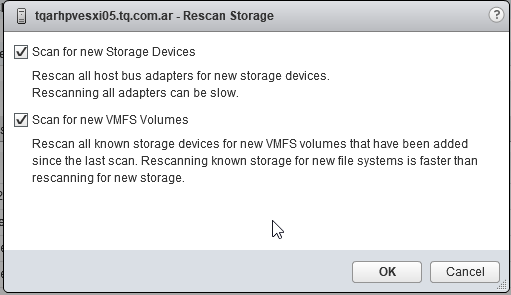 tqarhpvesxi05.tq.com.ar - Rescan Storage
?
Scan for new Storage Devices
Rescan all host bus adapters for new storage devices.
Rescanning all adapters can be slow.
Scan for new VMFS Volumes
Rescan all known storage devices for new VMFS volumes that have been added
since the last scan. Rescanning known storage for new file systems is faster than
rescanning for new storage.
OK
Cancel